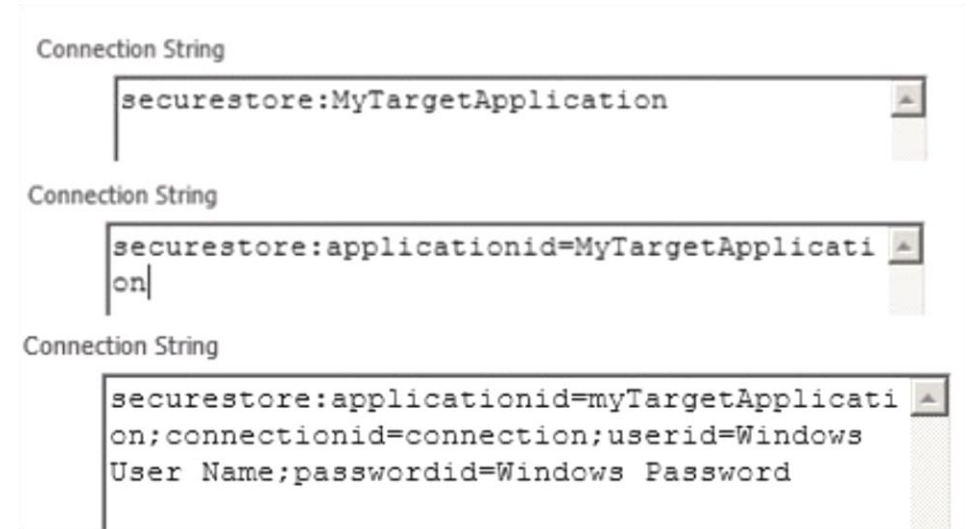 Connection String
securestore:MyTargetApplication
Connection String
securestore:applicationid=MyTargetApplicati
on
Connection String
securestore:applicationid=myTargetApplicati
on;connectionid=connection;userid=Windows
User Name;passwordid=Windows Password